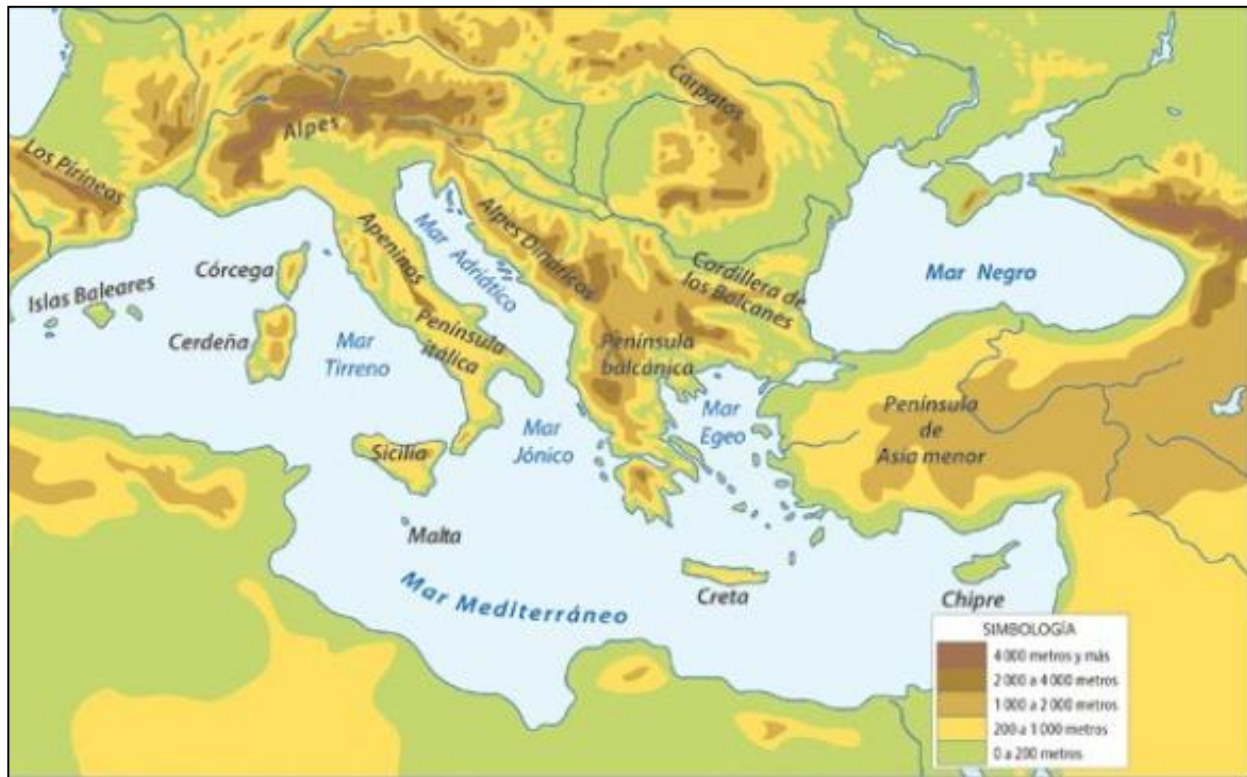 Cárpatos
Alpes
Los Pirineos
Alpes Dináricos
Mar Adriático
Apeninos
Cordillera de
los Balcanes
Mar Negro
Islas Baleares
Córcega
Cerdeña
Mar
Tirreno
Península
itálica
Península
balcánica
Mar
Egeo
Península
de
Asia menor
Mar
Jónico
Sicilia
Malta
Mar Mediterráneo
Creta
Chipre
SIMBOLOGÍA
4 000 metros y más
2 000 a 4 000 metros
1 000 a 2 000 metros
200 a 1 000 metros
0 a 200 metros